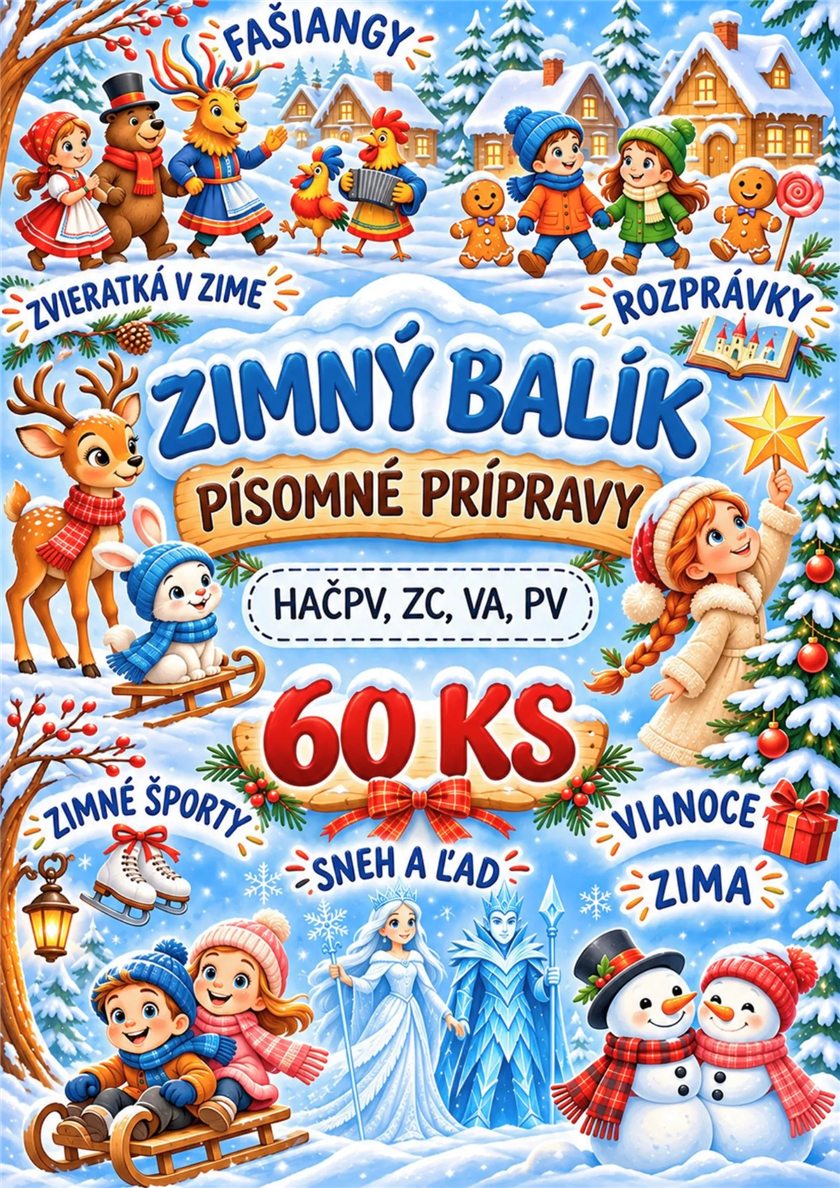 FAŠIANGY
ZVIERATKÁ V ZIME
ROZPRÁVKY
ZIMNÝ BALÍK
PÍSOMNÉ PRÍPRAVY
HAČPV, ZC, VA, PV
60 KS
ZIMNÉ ŠPORTY
VIANOCE
SNEH A ĽAD
ZIMA